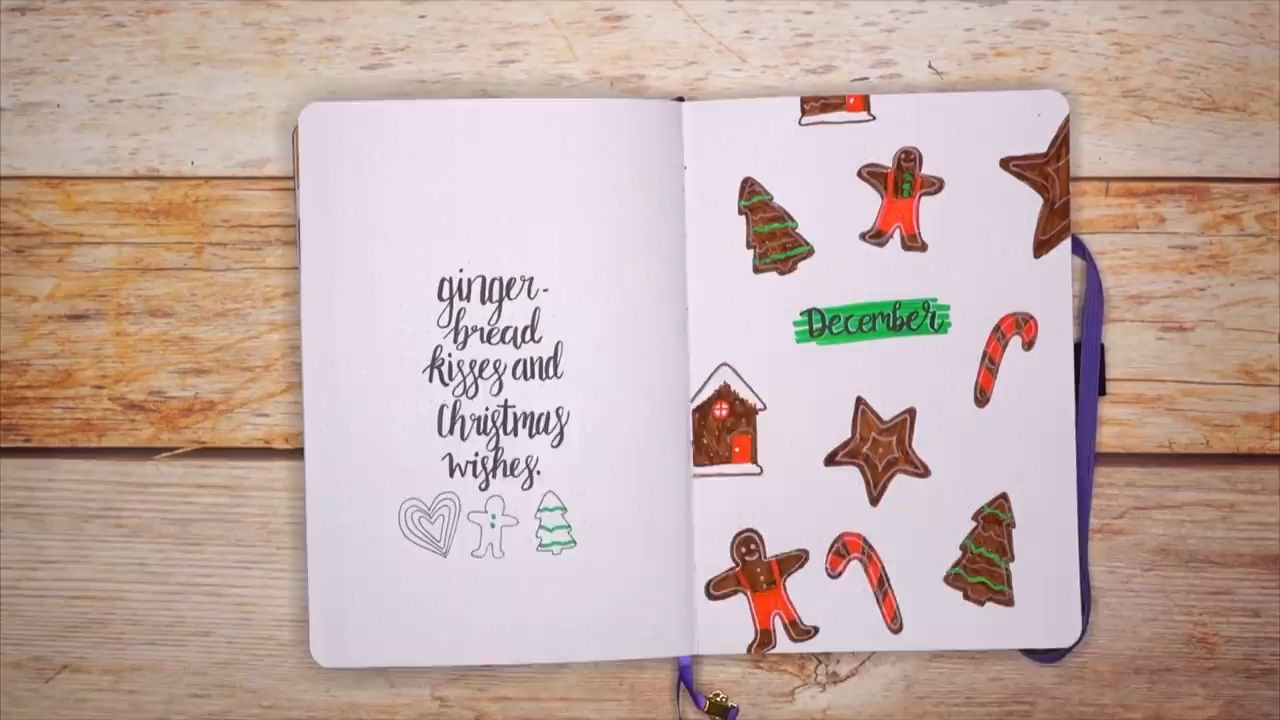 ginger-
bread
kisses and
Christmas
wishes.
December